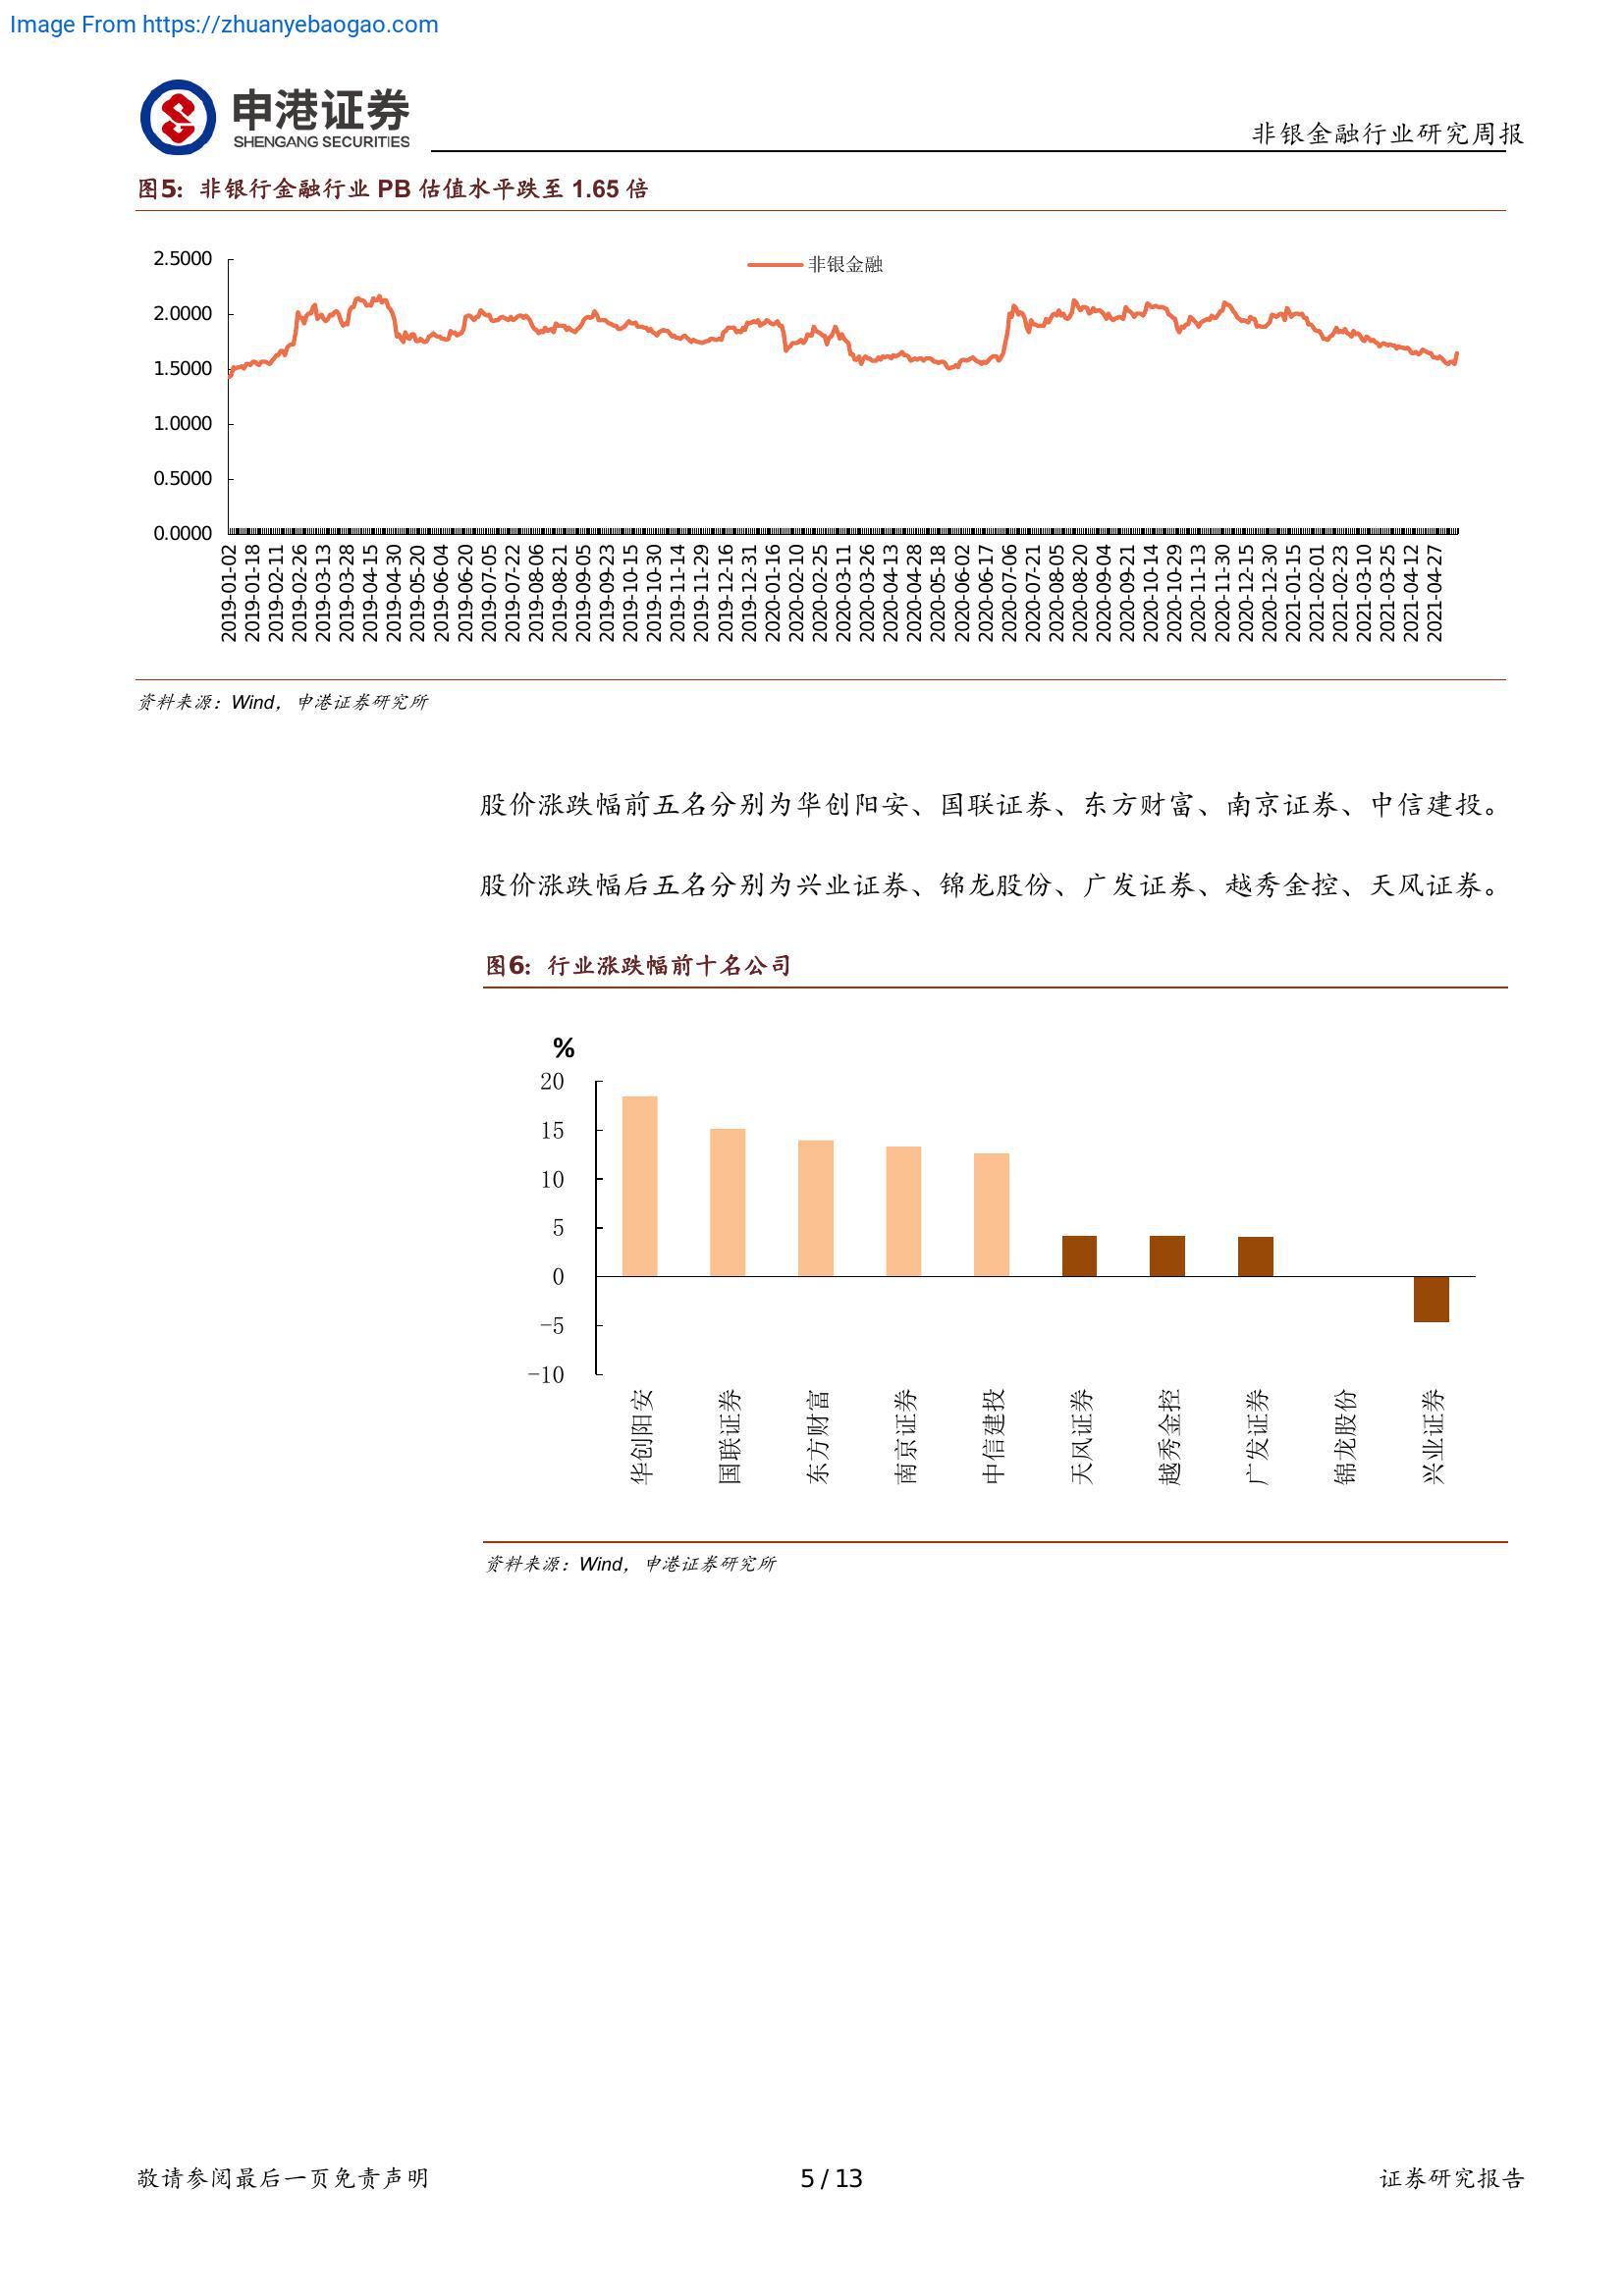 Image From https://zhuanyebaogao.com
申港证券
SHENGANG SECURITIES
非银金融行业研究周报
图5：非银行金融行业 PB 估值水平跌至 1.65 倍
非银金融
2.5000
2.0000
1.5000
1.0000
0.5000
0.0000
2019-01-02
2019-01-18
2019-02-11
2019-02-26
2019-03-13
2019-03-28
2019-04-15
2019-04-30
2019-05-20
2019-06-04
2019-06-20
2019-07-05
2019-07-22
2019-08-06
2019-08-21
2019-09-05
2019-09-23
2019-10-15
2019-10-30
2019-11-14
2019-11-29
2019-12-16
2019-12-31
2020-01-16
2020-02-10
2020-02-25
2020-03-11
2020-03-26
2020-04-13
2020-04-28
2020-05-18
2020-06-02
2020-06-17
2020-07-06
2020-07-21
2020-08-05
2020-08-20
2020-09-04
2020-09-21
2020-10-14
2020-10-29
2020-11-13
2020-11-30
2020-12-15
2020-12-30
2021-01-15
2021-02-01
2021-02-23
2021-03-10
2021-03-25
2021-04-12
2021-04-27
资料来源：Wind，申港证券研究所
股价涨跌幅前五名分别为华创阳安、国联证券、东方财富、南京证券、中信建投。
股价涨跌幅后五名分别为兴业证券、锦龙股份、广发证券、越秀金控、天风证券。
图6：行业涨跌幅前十名公司
%
20
15
10
5
0
-5
-10
华创阳安
国联证券
东方财富
南京证券
中信建投
天风证券
越秀金控
广发证券
锦龙股份
兴业证券
资料来源：Wind，申港证券研究所
敬请参阅最后一页免责声明
5 / 13
证券研究报告